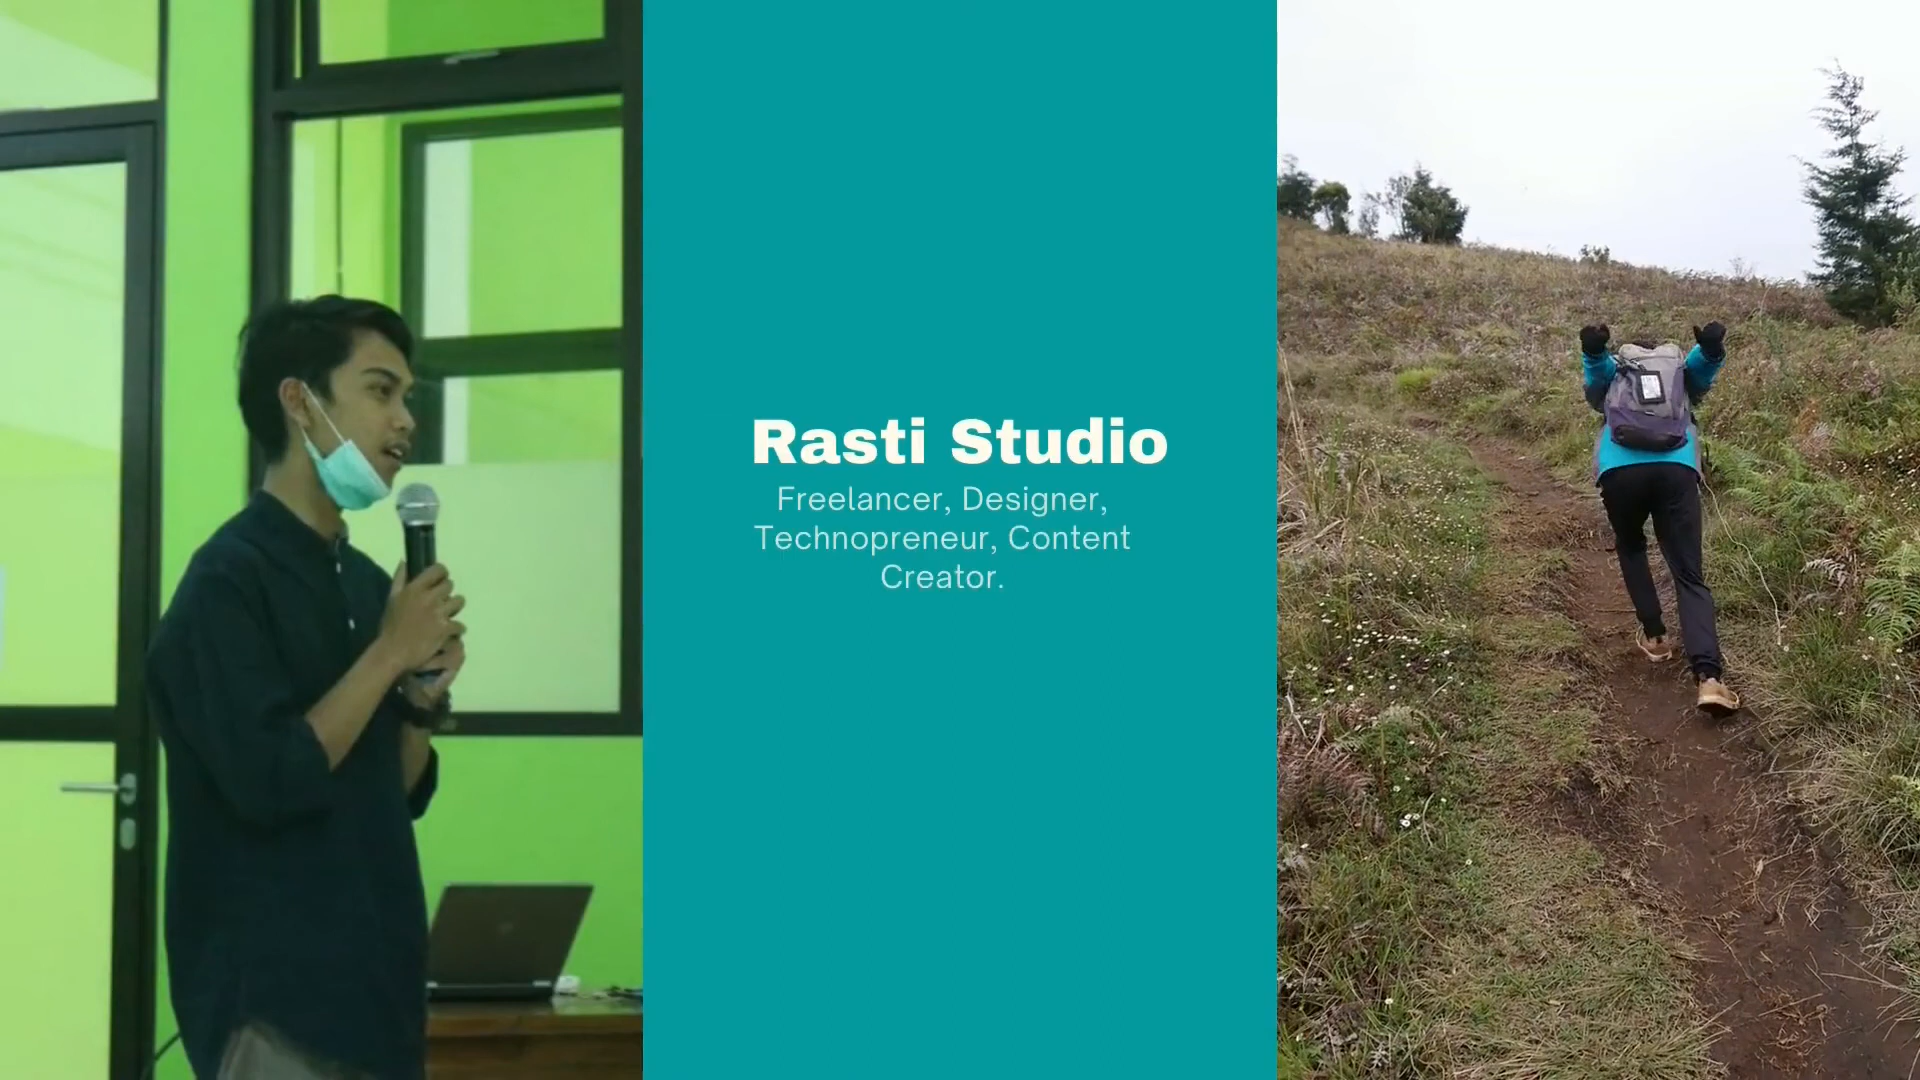 Rasti Studio
Freelancer, Designer,
Technopreneur, Content
Creator.